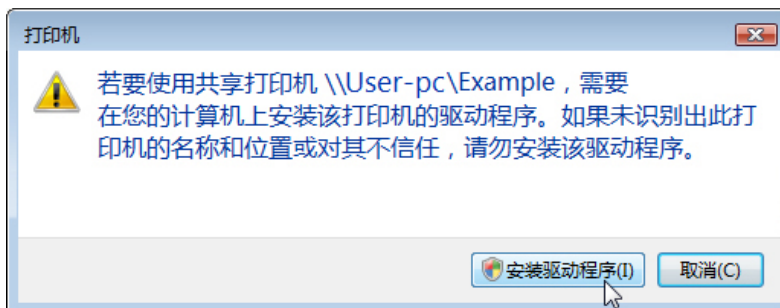 打印机
若要使用共享打印机 \\User-pc\Example，需要
在您的计算机上安装该打印机的驱动程序。如果未识别出此打
印机的名称和位置或对其不信任，请勿安装该驱动程序。
安装驱动程序(I)
取消(C)